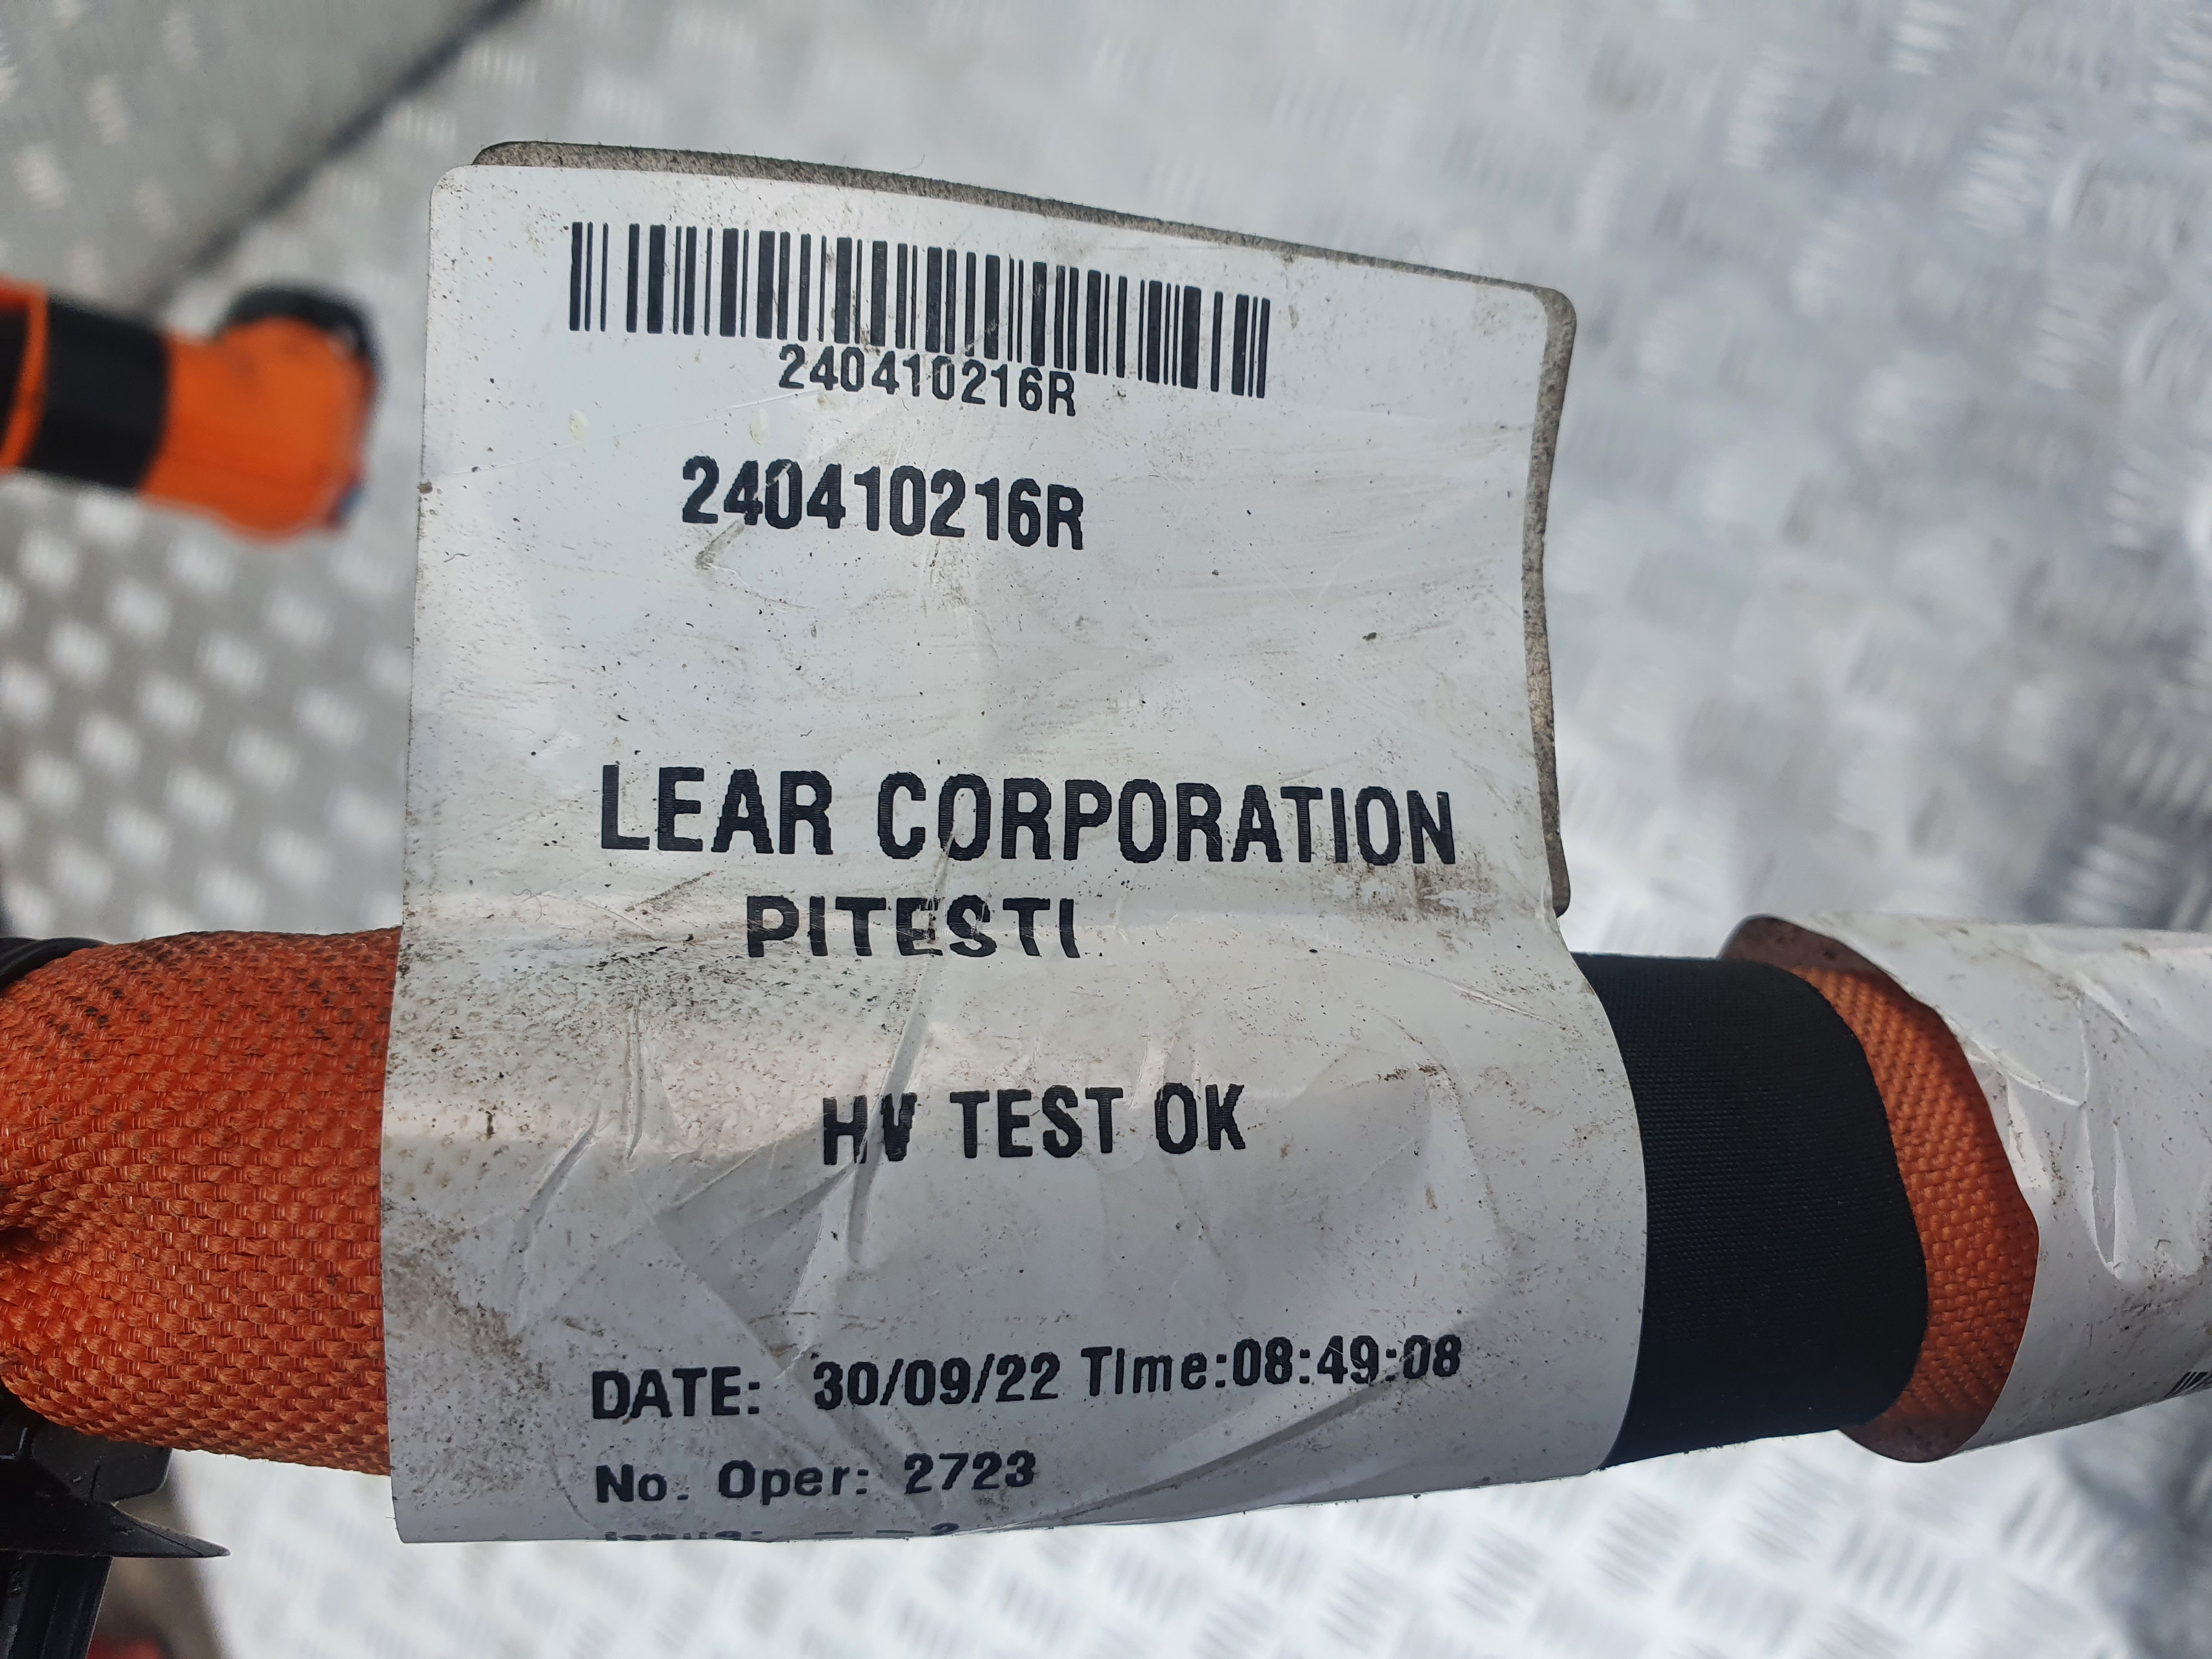 240410216R
240410216R
LEAR CORPORATION
PITESTI
HV TEST OK
DATE: 30/09/22 Time:08:49:08
No. Oper: 2723